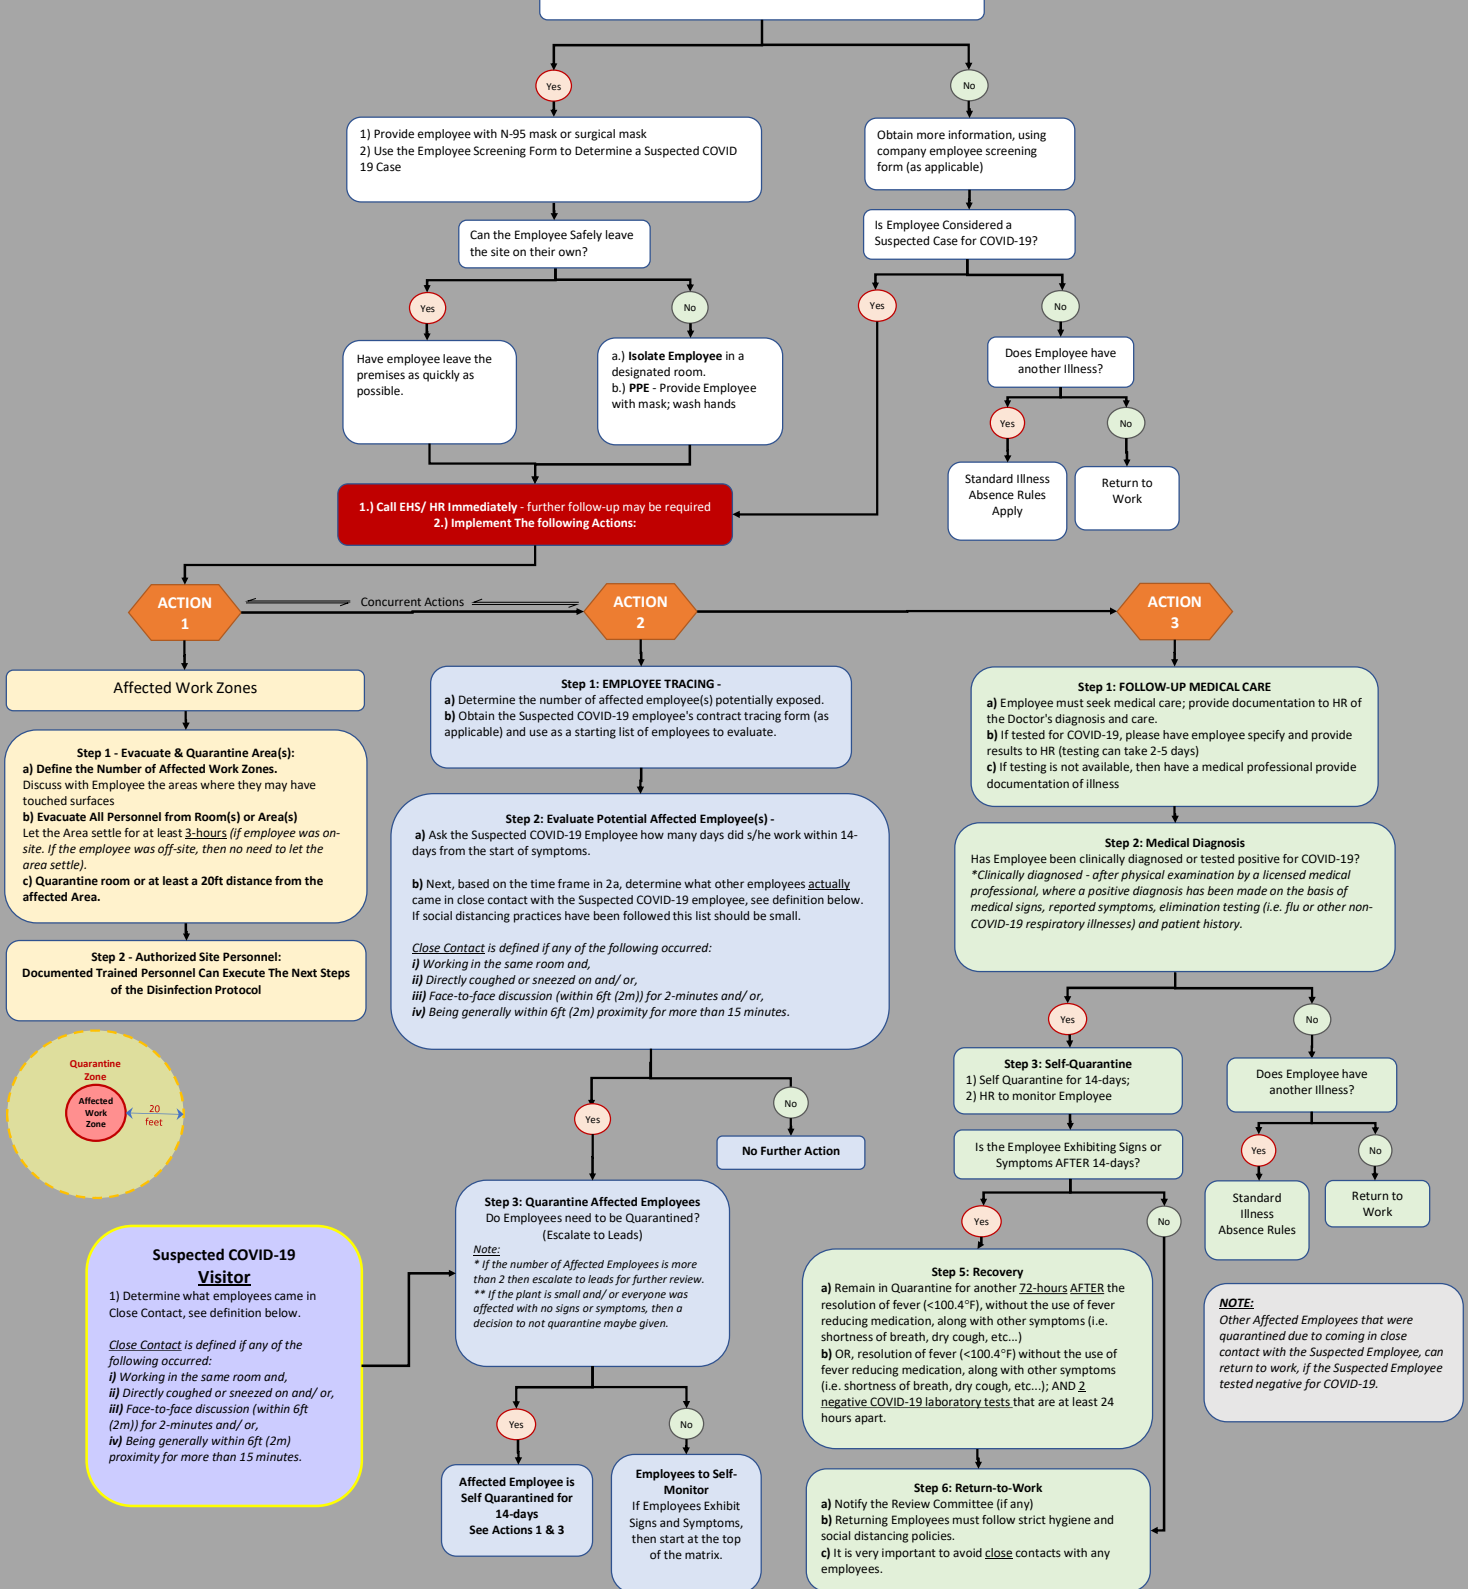 Yes
No
1) Provide employee with N-95 mask or surgical mask
2) Use the Employee Screening Form to Determine a Suspected COVID
19 Case
Obtain more information, using
company employee screening
form (as applicable)
Can the Employee Safely leave
the site on their own?
Is Employee Considered a
Suspected Case for COVID-19?
Yes
No
Yes
No
Have employee leave the
premises as quickly as
possible.
a.) Isolate Employee in a
designated room.
b.) PPE - Provide Employee
with mask; wash hands
Does Employee have
another Illness?
Yes
No
Standard Illness
Absence Rules
Apply
Return to
Work
1.) Call EHS/ HR Immediately - further follow-up may be required
2.) Implement The following Actions:
ACTION
1
Concurrent Actions
ACTION
2
ACTION
3
Affected Work Zones
Step 1 - Evacuate & Quarantine Area(s):
a) Define the Number of Affected Work Zones.
Discuss with Employee the areas where they may have
touched surfaces
b) Evacuate All Personnel from Room(s) or Area(s)
Let the Area settle for at least 3-hours (if employee was on-
site. If the employee was off-site, then no need to let the
area settle).
c) Quarantine room or at least a 20ft distance from the
affected Area.
Step 2 - Authorized Site Personnel:
Documented Trained Personnel Can Execute The Next Steps
of the Disinfection Protocol
Quarantine
Zone
Affected
Work
Zone
20
feet
Suspected COVID-19
Visitor
1) Determine what employees came in
Close Contact, see definition below.
Close Contact is defined if any of the
following occurred:
i) Working in the same room and,
ii) Directly coughed or sneezed on and/ or,
iiI) Face-to-face discussion (within 6ft
(2m)) for 2-minutes and/ or,
iv) Being generally within 6ft (2m)
proximity for more than 15 minutes.
Step 1: EMPLOYEE TRACING -
a) Determine the number of affected employee(s) potentially exposed.
b) Obtain the Suspected COVID-19 employee's contract tracing form (as
applicable) and use as a starting list of employees to evaluate.
Step 2: Evaluate Potential Affected Employee(s) -
a) Ask the Suspected COVID-19 Employee how many days did s/he work within 14-
days from the start of symptoms.
b) Next, based on the time frame in 2a, determine what other employees actually
came in close contact with the Suspected COVID-19 employee, see definition below.
If social distancing practices have been followed this list should be small.
Close Contact is defined if any of the following occurred:
i) Working in the same room and,
ii) Directly coughed or sneezed on and/ or,
iii) Face-to-face discussion (within 6ft (2m)) for 2-minutes and/ or,
iv) Being generally within 6ft (2m) proximity for more than 15 minutes.
Yes
No
No Further Action
Step 3: Quarantine Affected Employees
Do Employees need to be Quarantined?
(Escalate to Leads)
Note:
* If the number of Affected Employees is more
than 2 then escalate to leads for further review.
** If the plant is small and/ or everyone was
affected with no signs or symptoms, then a
decision to not quarantine maybe given.
Yes
No
Affected Employee is
Self Quarantined for
14-days
See Actions 1 & 3
Employees to Self-
Monitor
If Employees Exhibit
Signs and Symptoms,
then start at the top
of the matrix.
Step 1: FOLLOW-UP MEDICAL CARE
a) Employee must seek medical care; provide documentation to HR of
the Doctor's diagnosis and care.
b) If tested for COVID-19, please have employee specify and provide
results to HR (testing can take 2-5 days)
c) If testing is not available, then have a medical professional provide
documentation of illness
Step 2: Medical Diagnosis
Has Employee been clinically diagnosed or tested positive for COVID-19?
*Clinically diagnosed - after physical examination by a licensed medical
professional, where a positive diagnosis has been made on the basis of
medical signs, reported symptoms, elimination testing (i.e. flu or other non-
COVID-19 respiratory illnesses) and patient history.
Yes
No
Step 3: Self-Quarantine
1) Self Quarantine for 14-days;
2) HR to monitor Employee
Does Employee have
another Illness?
Is the Employee Exhibiting Signs or
Symptoms AFTER 14-days?
Yes
No
Standard
Illness
Absence Rules
Return to
Work
Yes
No
Step 5: Recovery
a) Remain in Quarantine for another 72-hours AFTER the
resolution of fever (<100.4°F), without the use of fever
reducing medication, along with other symptoms (i.e.
shortness of breath, dry cough, etc...)
b) OR, resolution of fever (<100.4°F) without the use of
fever reducing medication, along with other symptoms
(i.e. shortness of breath, dry cough, etc...); AND 2
negative COVID-19 laboratory tests that are at least 24
hours apart.
NOTE:
Other Affected Employees that were
quarantined due to coming in close
contact with the Suspected Employee, can
return to work, if the Suspected Employee
tested negative for COVID-19.
Step 6: Return-to-Work
a) Notify the Review Committee (if any)
b) Returning Employees must follow strict hygiene and
social distancing policies.
c) It is very important to avoid close contacts with any
employees.